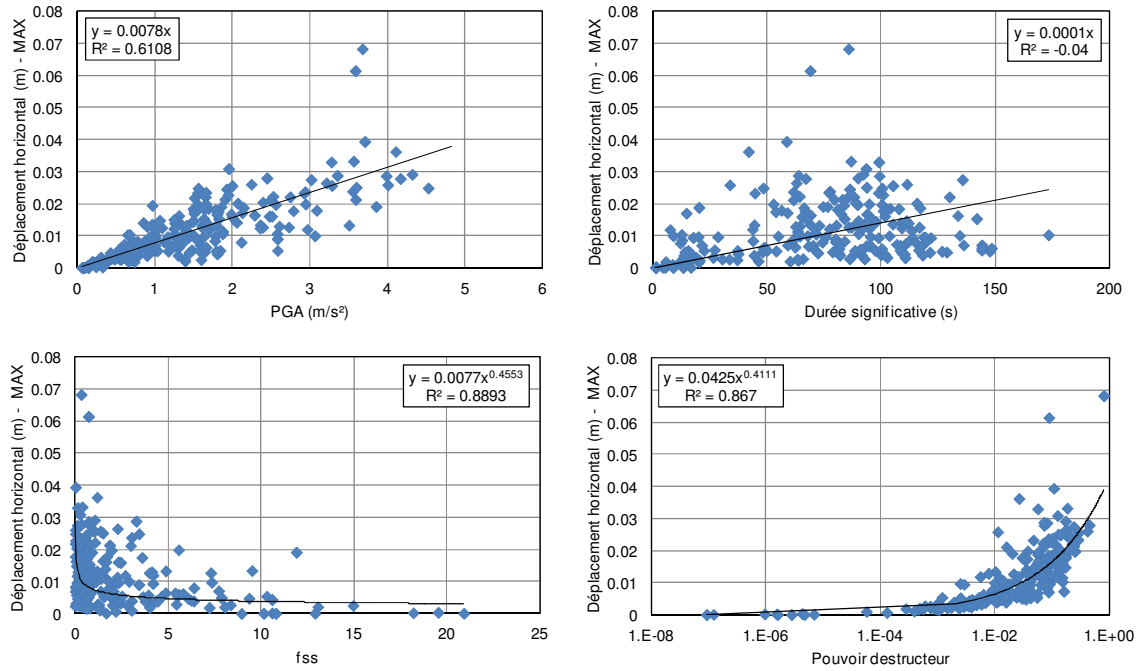 Déplacement horizontal (m) - MAX
y = 0.0078x
R² = 0.6108
0.08
0.07
0.06
0.05
0.04
0.03
0.02
0.01
0
0 1 2 3 4 5 6
PGA (m/s²)
Déplacement horizontal (m) - MAX
y = 0.0001x
R² = -0.04
0.08
0.07
0.06
0.05
0.04
0.03
0.02
0.01
0
0 50 100 150 200
Durée significative (s)
Déplacement horizontal (m) - MAX
y = 0.0077x^0.4553
R² = 0.8893
0.08
0.07
0.06
0.05
0.04
0.03
0.02
0.01
0
0 5 10 15 20 25
fss
Déplacement horizontal (m) - MAX
y = 0.0425x^0.4111
R² = 0.867
0.08
0.07
0.06
0.05
0.04
0.03
0.02
0.01
0
1.E-08 1.E-06 1.E-04 1.E-02 1.E+00
Pouvoir destructeur